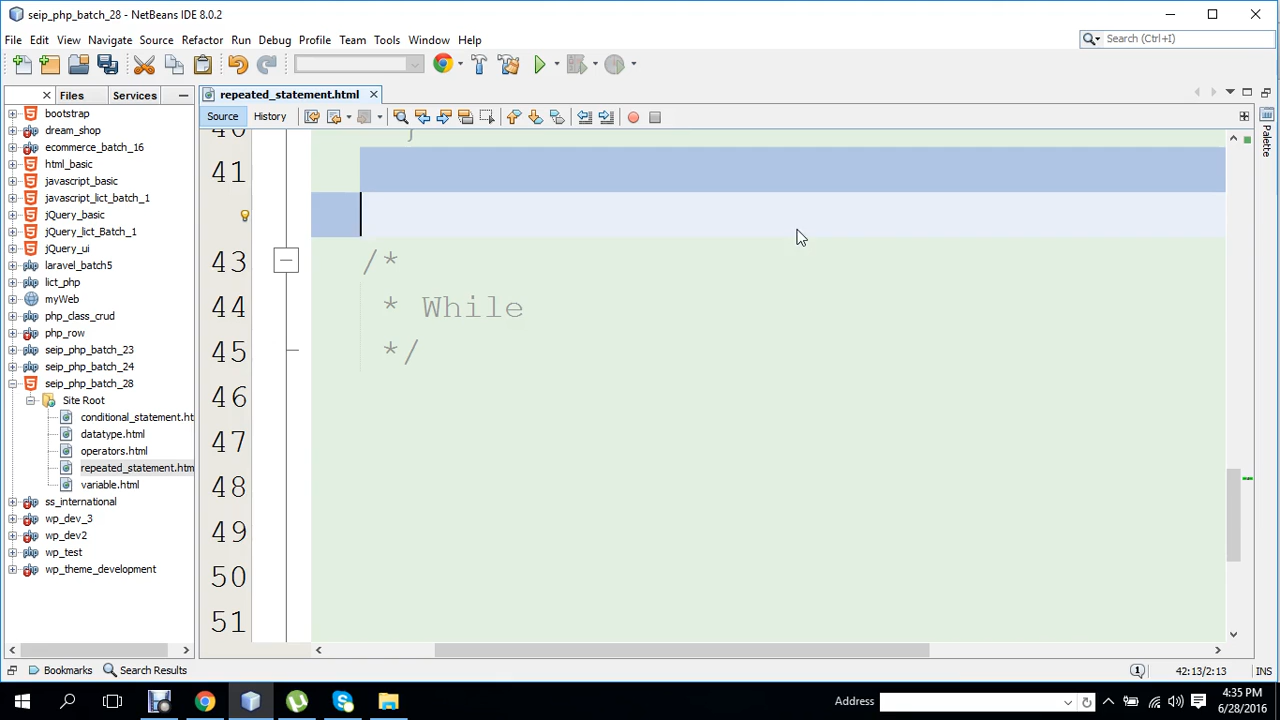 seip_php_batch_28 - NetBeans IDE 8.0.2
File Edit View Navigate Source Refactor Run Debug Profile Team Tools Window Help
Search (Ctrl+I)
Files Services
repeated_statement.html
Source History
Palette
bootstrap
dream_shop
ecommerce_batch_16
html_basic
javascript_basic
javascript_lict_batch_1
jQuery_basic
jQuery_lict_Batch_1
jQuery_ui
laravel_batch5
lict_php
myWeb
php_class_crud
php_row
seip_php_batch_23
seip_php_batch_24
seip_php_batch_28
Site Root
conditional_statement.ht
datatype.html
operators.html
repeated_statement.htm
variable.html
ss_international
wp_dev_3
wp_dev2
wp_test
wp_theme_development
40 }
41
43 /*
44 * While
45 */
46
47
48
49
50
51
Bookmarks Search Results
1
42:13/2:13 INS
Address
4:35 PM
6/28/2016